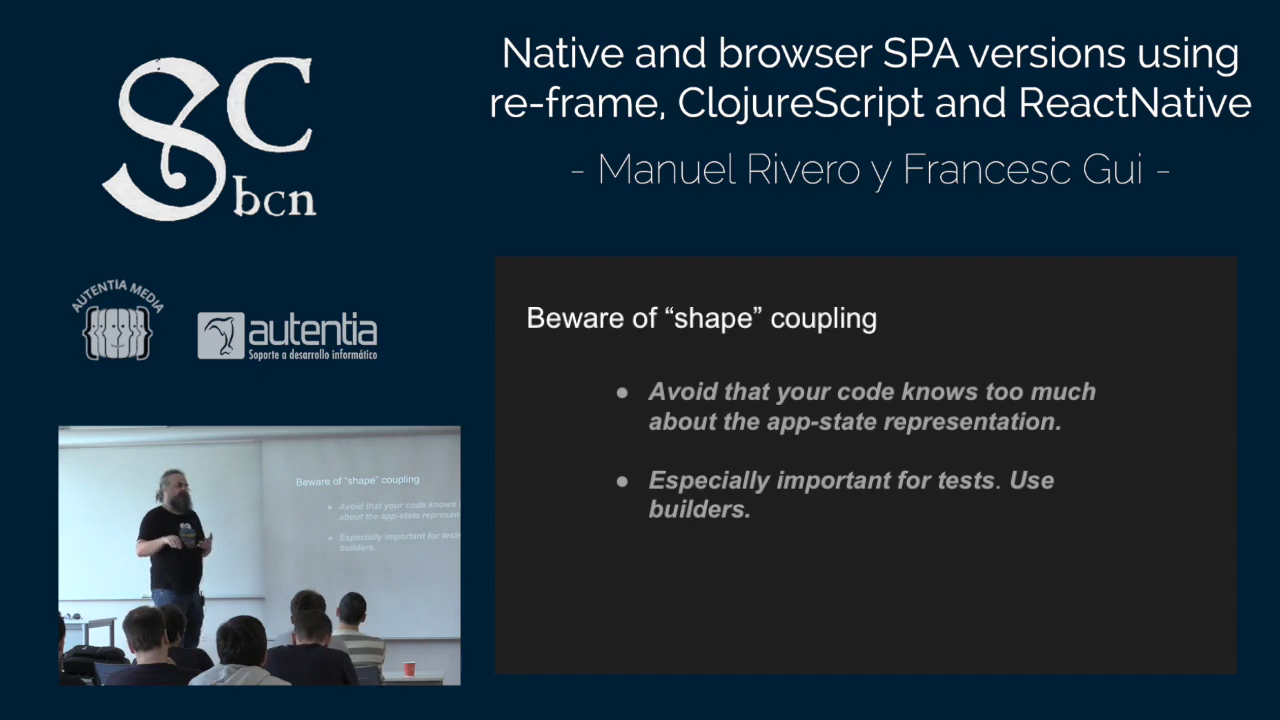 SC
bcn
Native and browser SPA versions using
re-frame, ClojureScript and ReactNative
- Manuel Rivero y Francesc Gui -
AUTENTIA MEDIA
autentia
Soporte a desarrollo informático
Beware of “shape” coupling
● Avoid that your code knows too much
about the app-state representation.
● Especially important for tests. Use
builders.
Beware of “shape” coupling
● Avoid that your code knows
about the app-state represen
● Especially important for tests
builders.